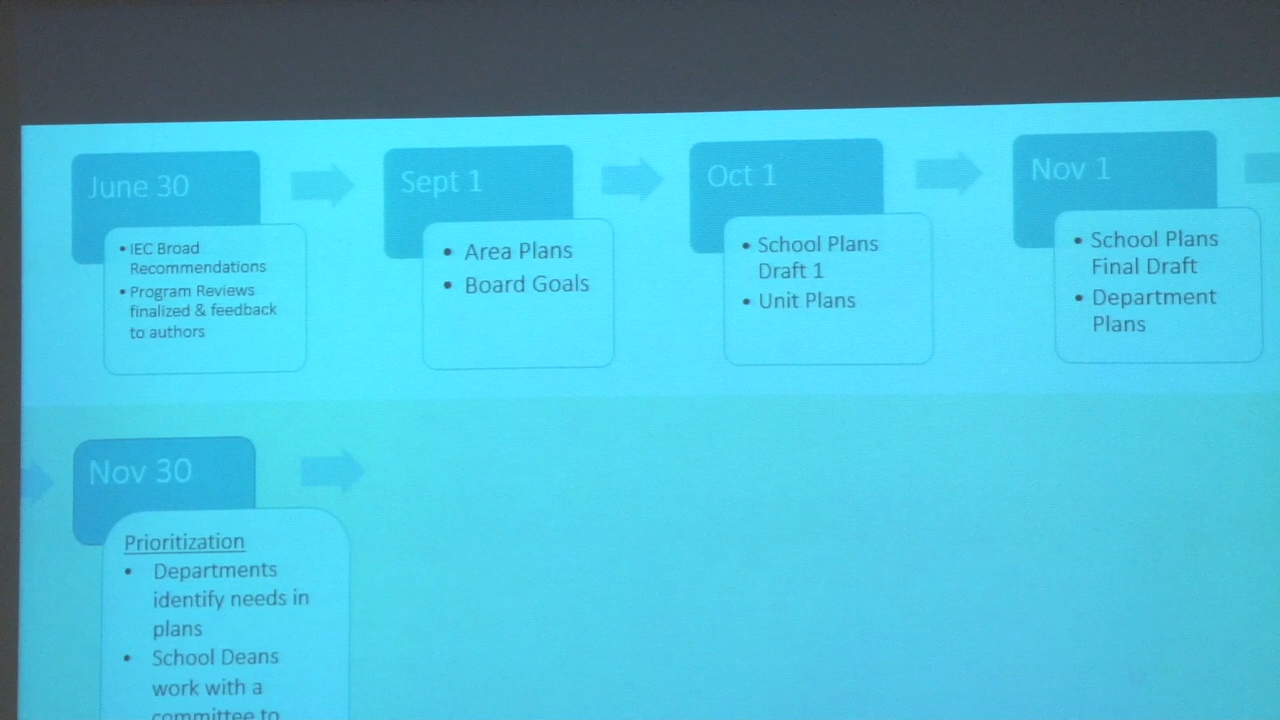 June 30
• IEC Broad
Recommendations
• Program Reviews
finalized & feedback
to authors
Sept 1
• Area Plans
• Board Goals
Oct 1
• School Plans
Draft 1
• Unit Plans
Nov 1
• School Plans
Final Draft
• Department
Plans
Nov 30
Prioritization
• Departments
identify needs in
plans
• School Deans
work with a
committee to